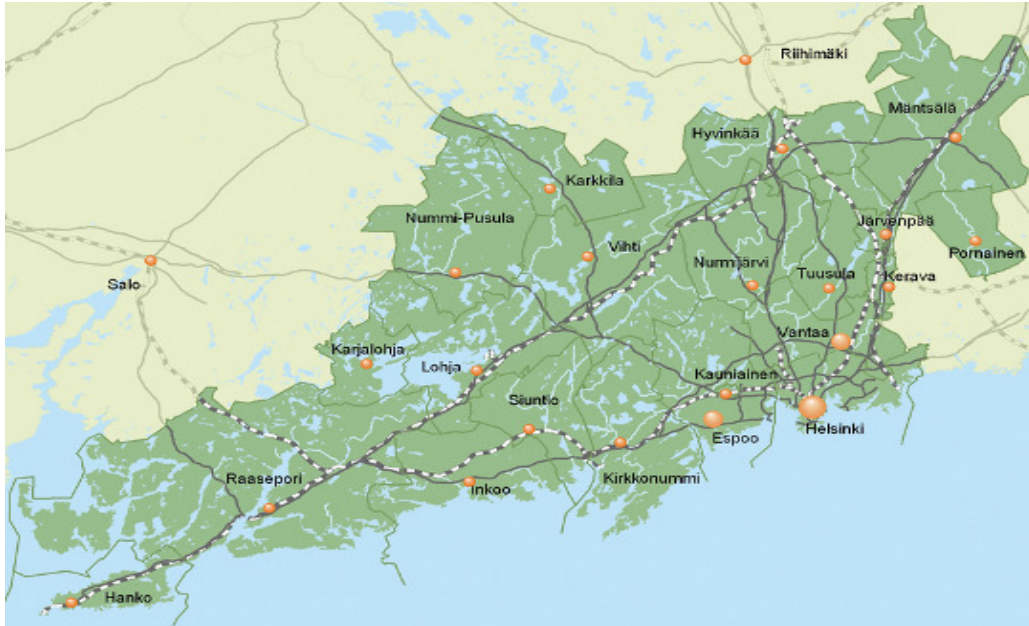 Riihimäki
Mäntsälä
Hyvinkää
Karkkila
Nummi-Pusula
Järvenpää
Vihti
Pornainen
Nurmijärvi
Tuusula
Kerava
Salo
Vantaa
Karjalohja
Lohja
Kauniainen
Siuntio
Helsinki
Espoo
Raasepori
Kirkkonummi
Inkoo
Hanko